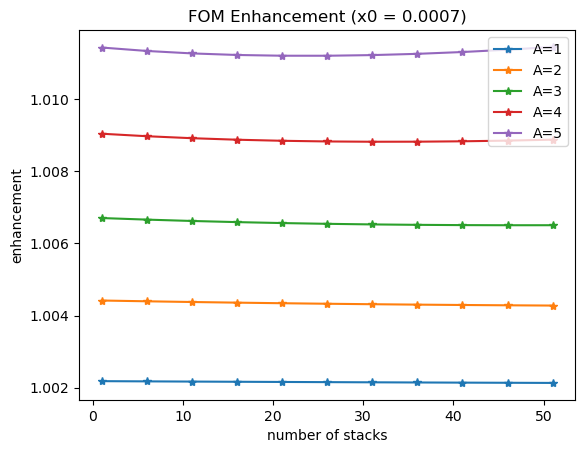 FOM Enhancement (x0 = 0.0007)
A=1
A=2
A=3
A=4
A=5
1.010
1.008
1.006
1.004
1.002
enhancement
0 10 20 30 40 50
number of stacks